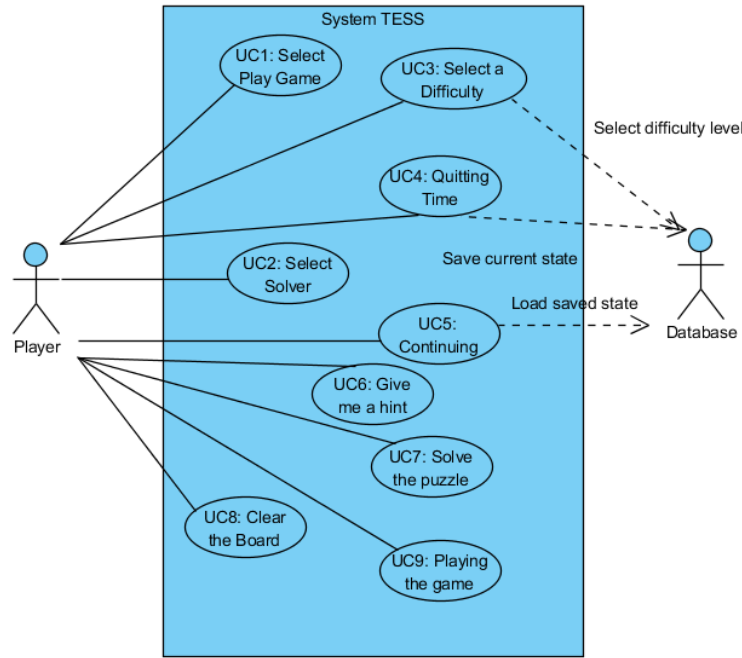 System TESS
UC1: Select
Play Game
UC3: Select a
Difficulty
Select difficulty level
UC4: Quitting
Time
UC2: Select
Solver
Save current state
Load saved state
UC5:
Continuing
Player
Database
UC6: Give
me a hint
UC7: Solve
the puzzle
UC8: Clear
the Board
UC9: Playing
the game